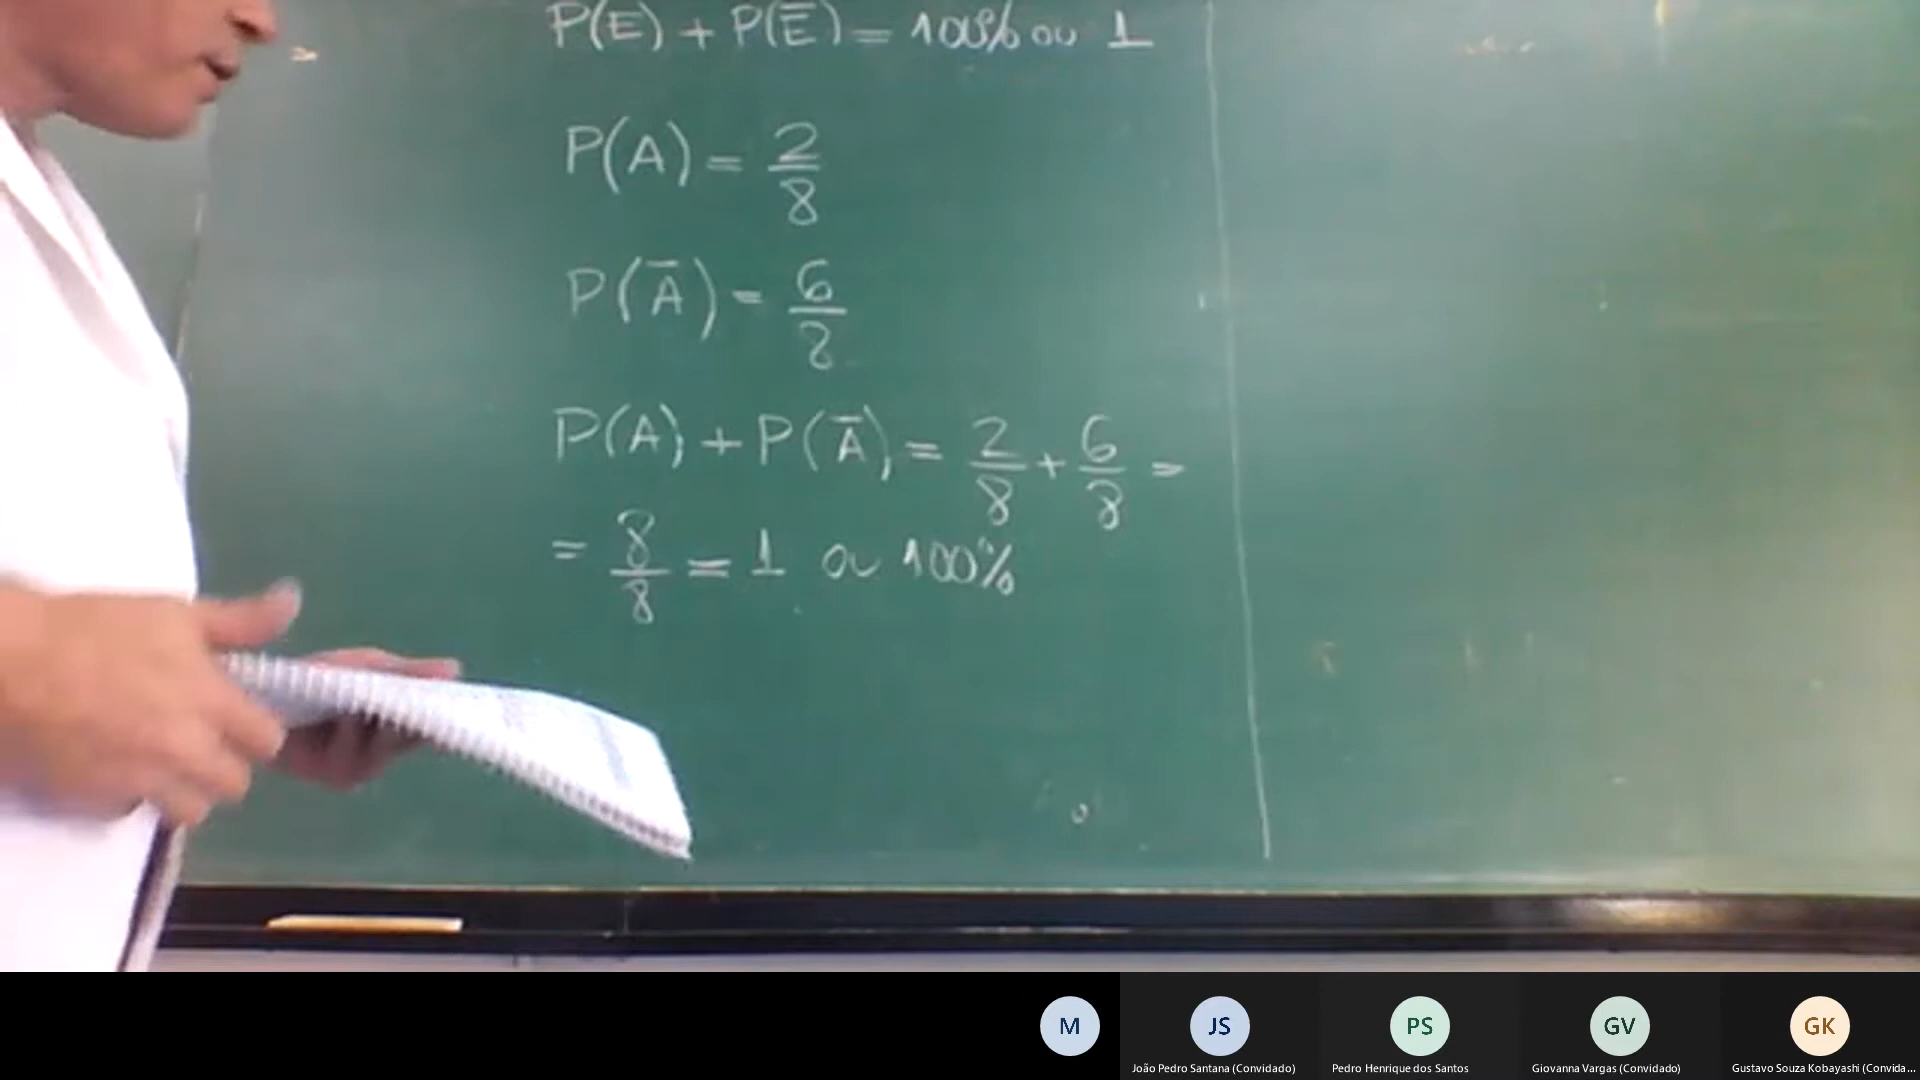 P(E) + P(E̅) = 100% ou 1
P(A) = 2/8
P(A̅) = 6/8
P(A) + P(A̅) = 2/8 + 6/8 =
= 8/8 = 1 ou 100%
M
JS
PS
GV
GK
João Pedro Santana (Convidado)
Pedro Henrique dos Santos
Giovanna Vargas (Convidado)
Gustavo Souza Kobayashi (Convida...